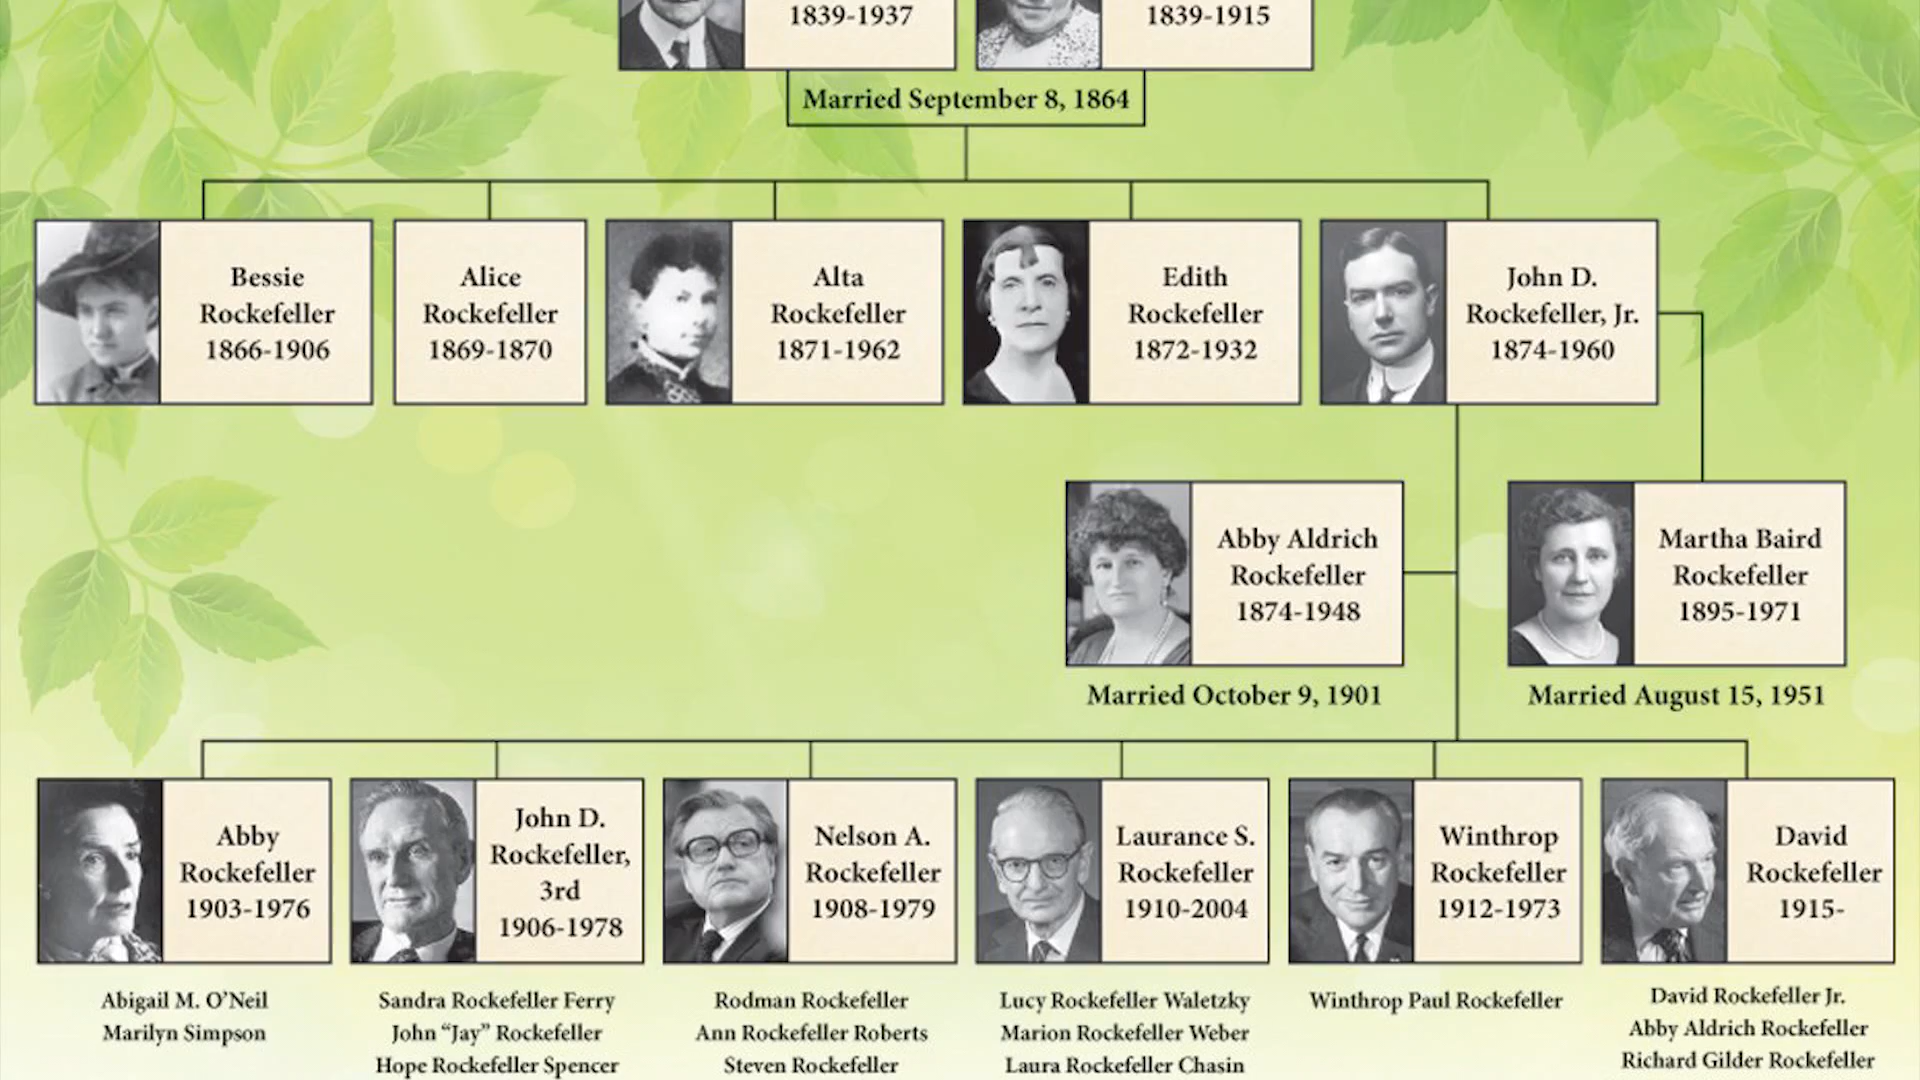 1839-1937
1839-1915
Married September 8, 1864
Bessie
Rockefeller
1866-1906
Alice
Rockefeller
1869-1870
Alta
Rockefeller
1871-1962
Edith
Rockefeller
1872-1932
John D.
Rockefeller, Jr.
1874-1960
Abby Aldrich
Rockefeller
1874-1948
Married October 9, 1901
Martha Baird
Rockefeller
1895-1971
Married August 15, 1951
Abby
Rockefeller
1903-1976
John D.
Rockefeller,
3rd
1906-1978
Nelson A.
Rockefeller
1908-1979
Laurance S.
Rockefeller
1910-2004
Winthrop
Rockefeller
1912-1973
David
Rockefeller
1915-
Abigail M. O’Neil
Marilyn Simpson
Sandra Rockefeller Ferry
John “Jay” Rockefeller
Hope Rockefeller Spencer
Rodman Rockefeller
Ann Rockefeller Roberts
Steven Rockefeller
Lucy Rockefeller Waletzky
Marion Rockefeller Weber
Laura Rockefeller Chasin
Winthrop Paul Rockefeller
David Rockefeller Jr.
Abby Aldrich Rockefeller
Richard Gilder Rockefeller